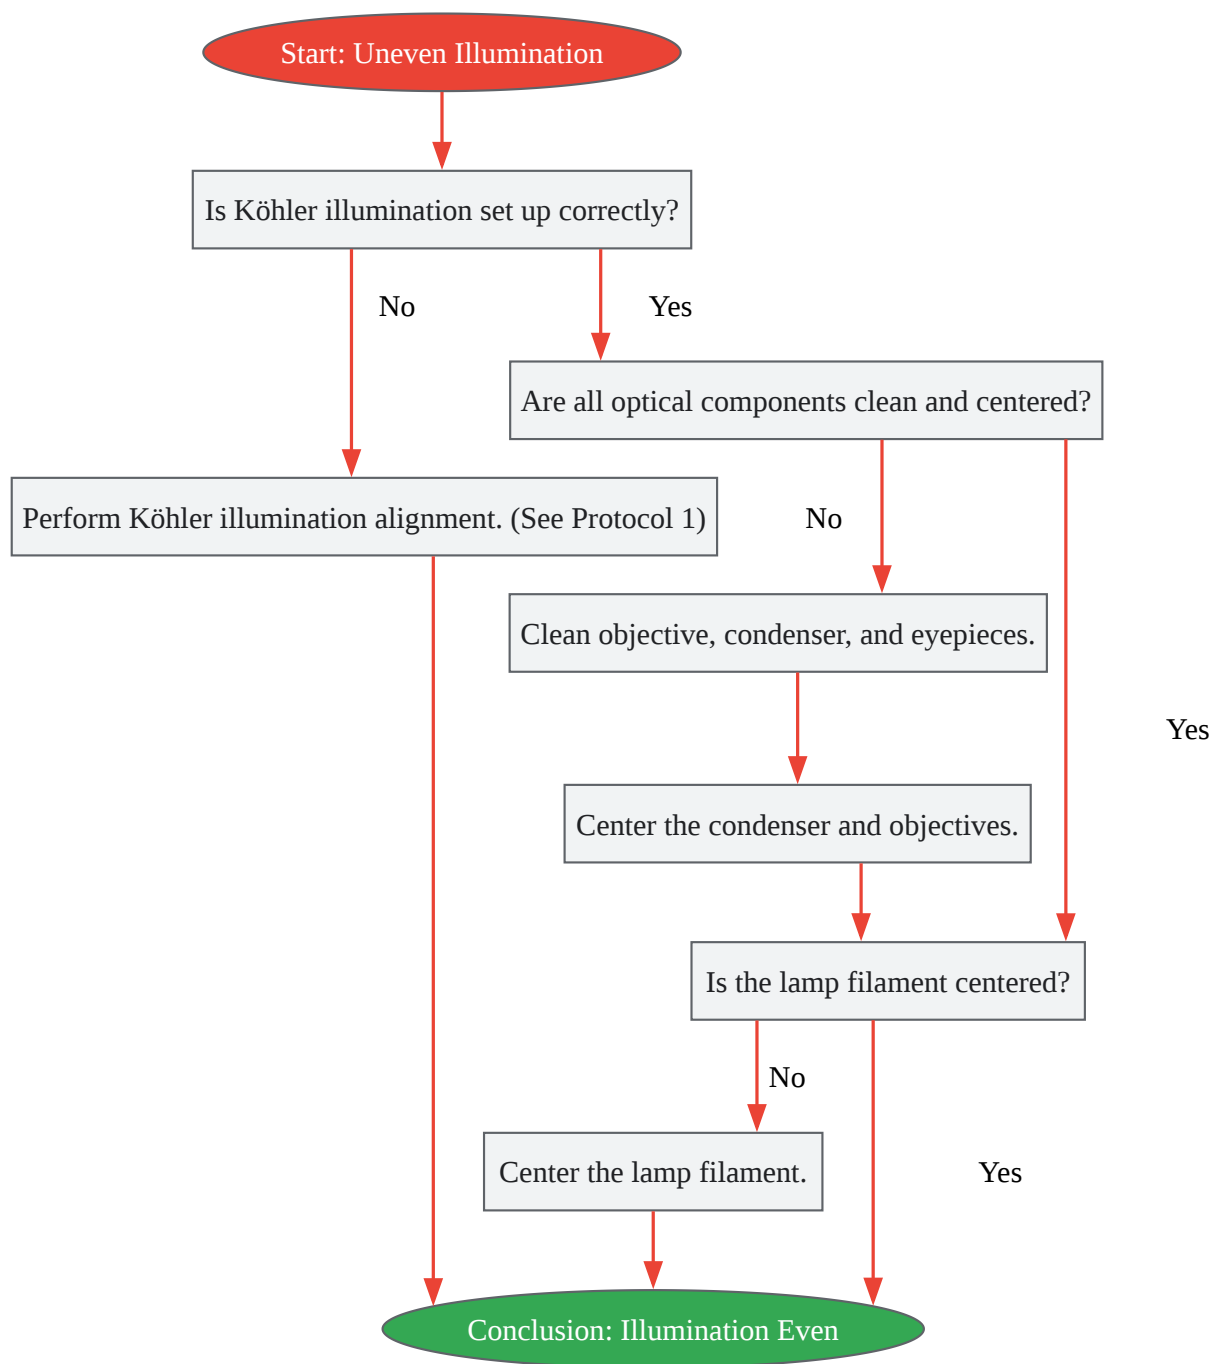 Start: Uneven Illumination
Is Köhler illumination set up correctly?
No
Yes
Are all optical components clean and centered?
Perform Köhler illumination alignment. (See Protocol 1)
No
Clean objective, condenser, and eyepieces.
Yes
Center the condenser and objectives.
Is the lamp filament centered?
No
Center the lamp filament.
Yes
Conclusion: Illumination Even